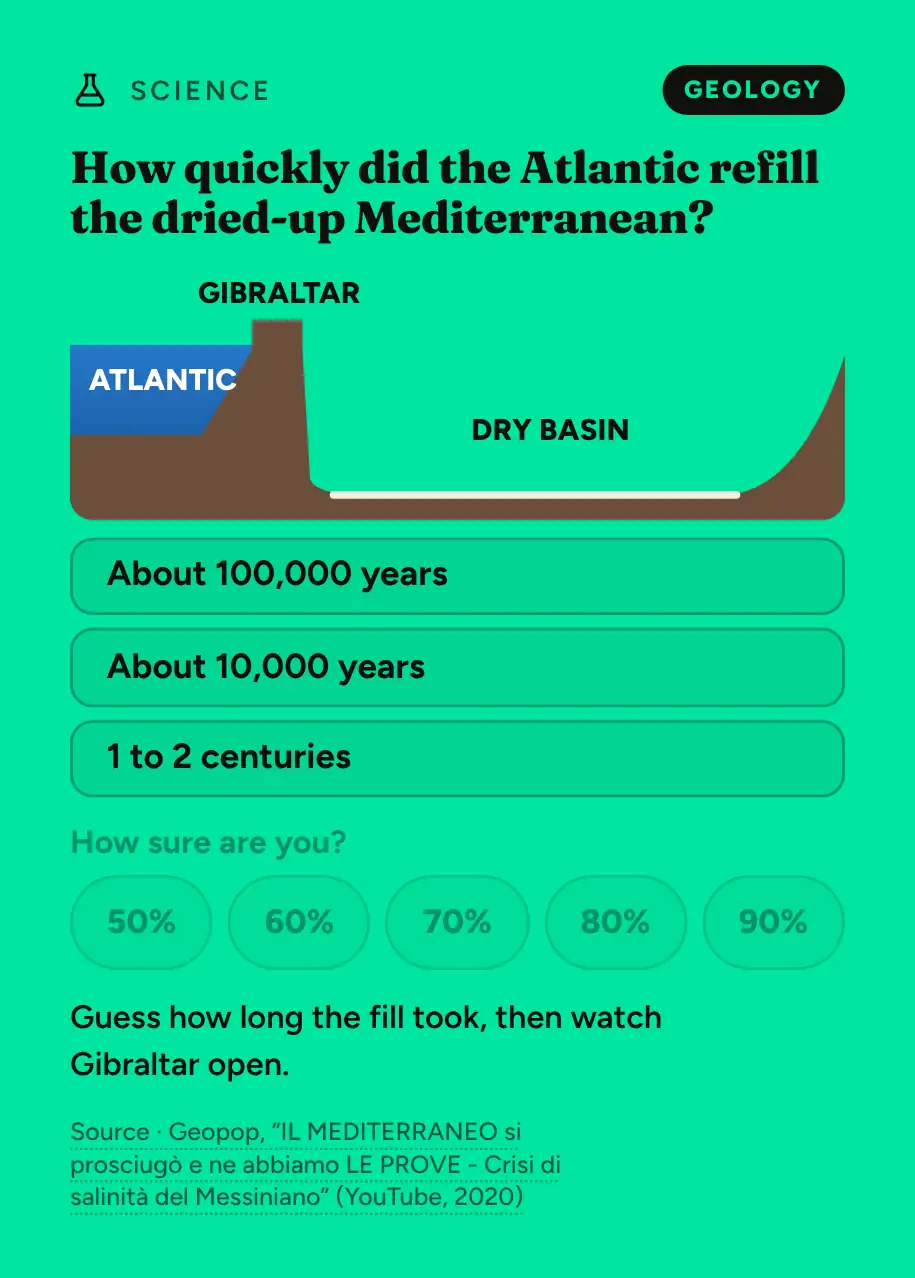 SCIENCE
GEOLOGY
How quickly did the Atlantic refill
the dried-up Mediterranean?
GIBRALTAR
ATLANTIC
DRY BASIN
About 100,000 years
About 10,000 years
1 to 2 centuries
How sure are you?
50% 60% 70% 80% 90%
Guess how long the fill took, then watch
Gibraltar open.
Source · Geopop, “IL MEDITERRANEO si
prosciugò e ne abbiamo LE PROVE - Crisi di
salinità del Messiniano” (YouTube, 2020)